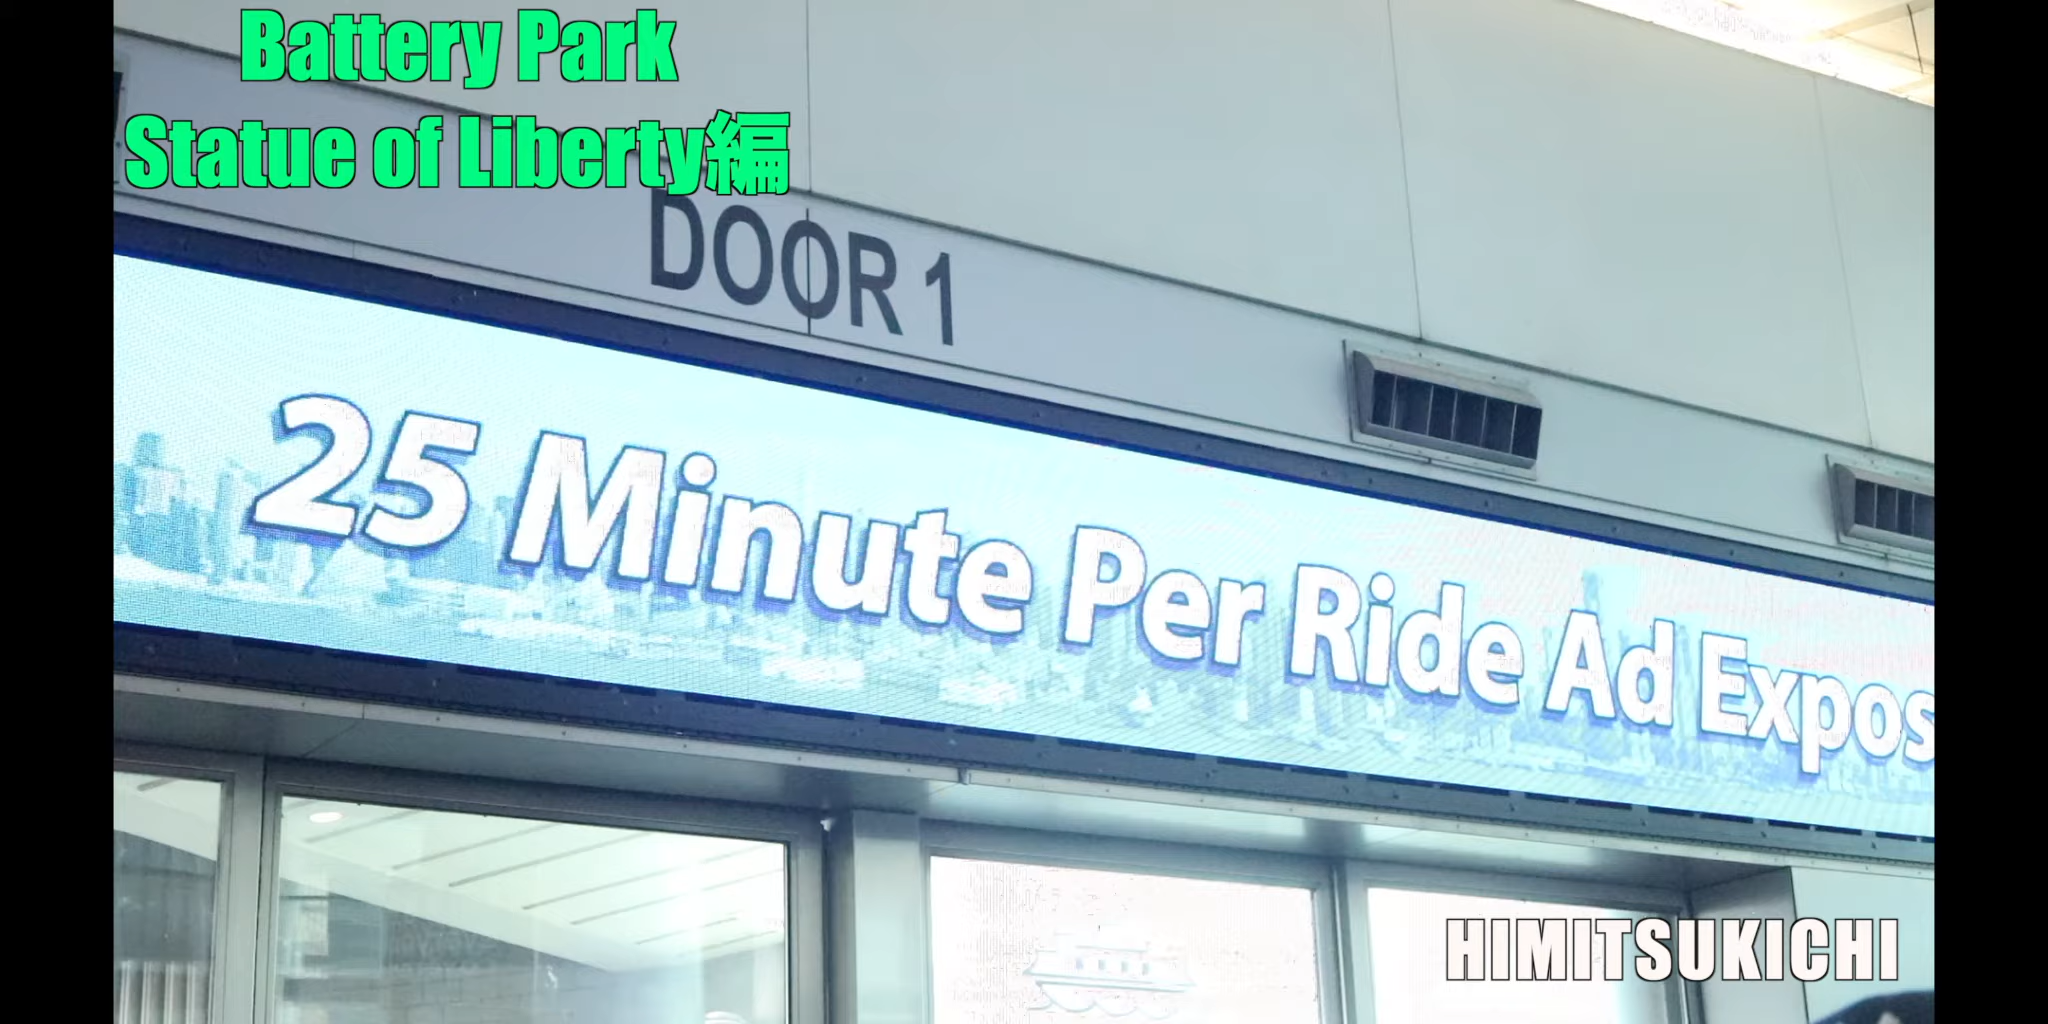 Battery Park
Statue of Liberty編
DOOR 1
25 Minute Per Ride Ad Expos
HIMITSUKICHI